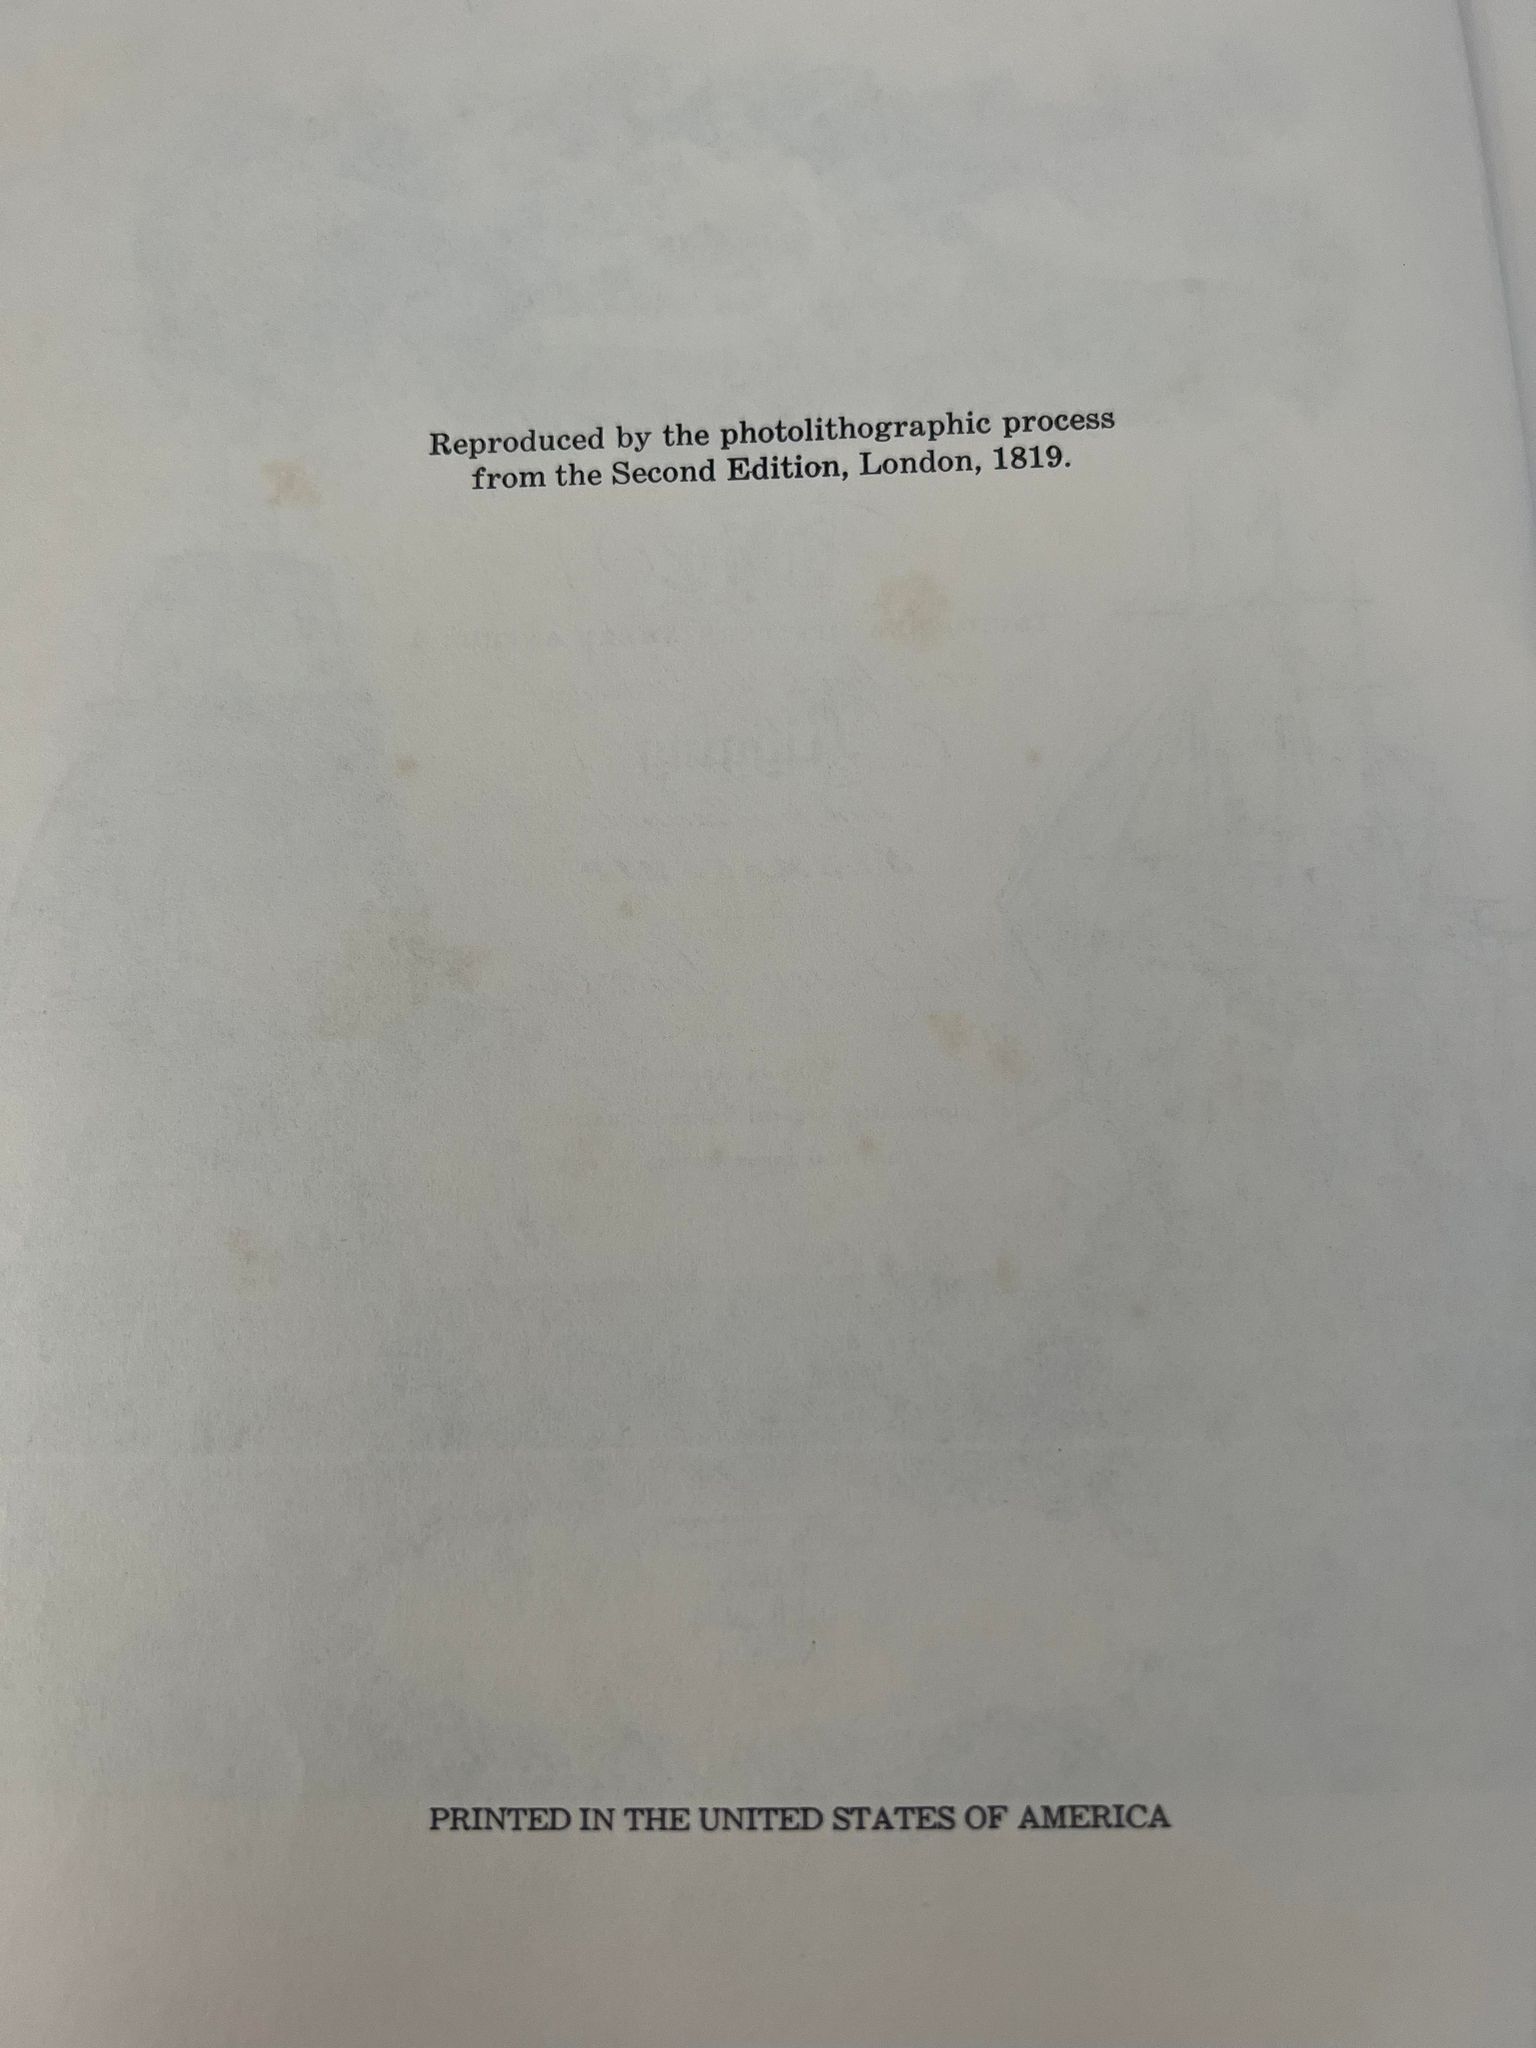 Reproduced by the photolithographic process
from the Second Edition, London, 1819.
PRINTED IN THE UNITED STATES OF AMERICA